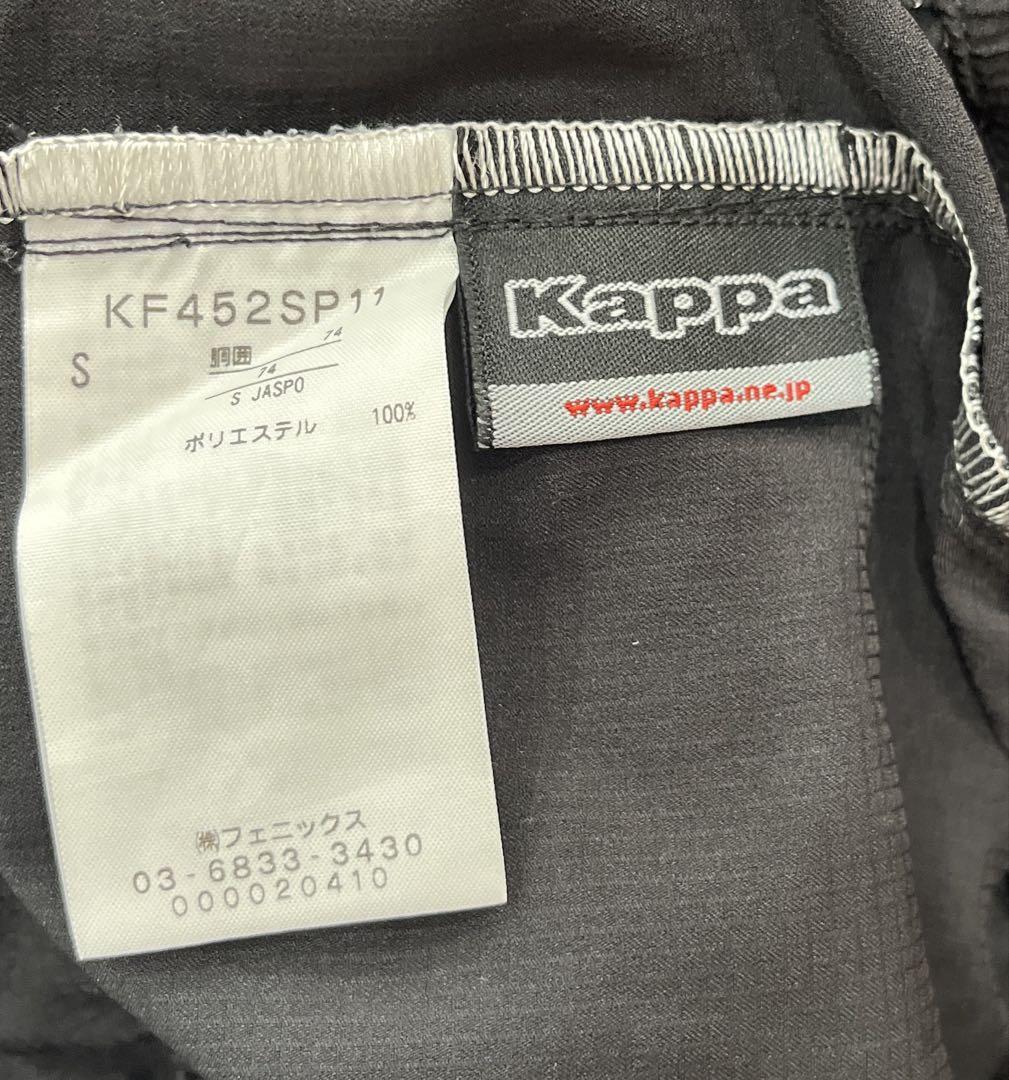 KF452SP11
S
胴囲
74
74
S JASPO
ポリエステル 100%
㈱フェニックス
03-6833-3430
000020410
Kappa
www.kappa.ne.jp